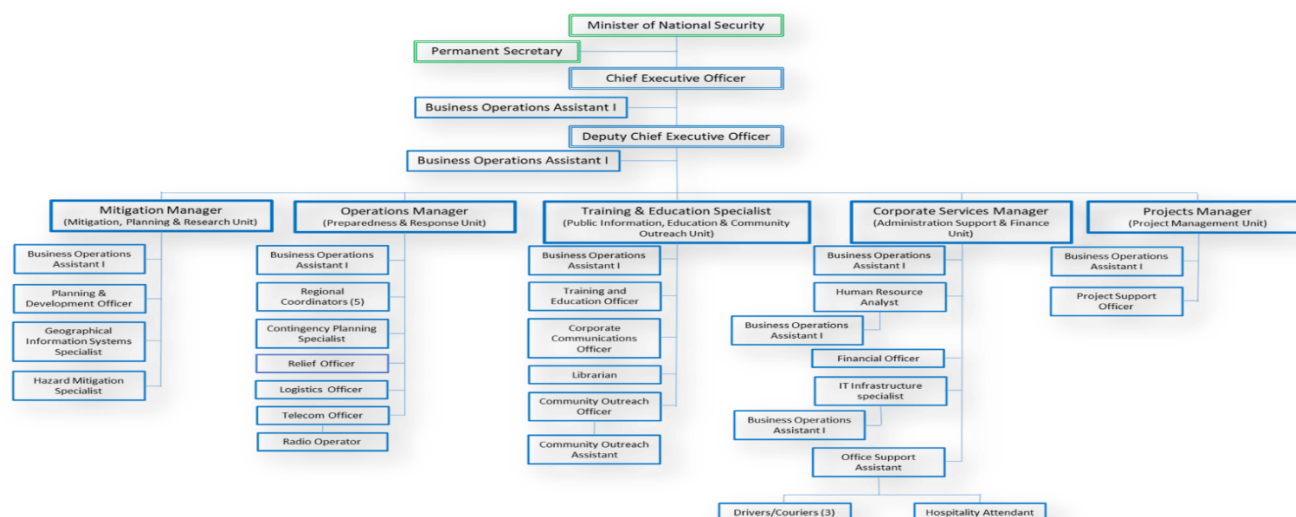 Minister of National Security
Permanent Secretary
Chief Executive Officer
Business Operations Assistant I
Deputy Chief Executive Officer
Business Operations Assistant I
Mitigation Manager
(Mitigation, Planning & Research Unit)
Business Operations
Assistant I
Planning &
Development Officer
Geographical
Information Systems
Specialist
Hazard Mitigation
Specialist
Operations Manager
(Preparedness & Response Unit)
Business Operations
Assistant I
Regional
Coordinators (5)
Contingency Planning
Specialist
Relief Officer
Logistics Officer
Telecom Officer
Radio Operator
Training & Education Specialist
(Public Information, Education & Community
Outreach Unit)
Business Operations
Assistant I
Training and
Education Officer
Corporate
Communications
Officer
Librarian
Community Outreach
Officer
Community Outreach
Assistant
Corporate Services Manager
(Administration Support & Finance
Unit)
Business Operations
Assistant I
Human Resource
Analyst
Business Operations
Assistant I
Financial Officer
IT Infrastructure
specialist
Business Operations
Assistant I
Office Support
Assistant
Drivers/Couriers (3)
Hospitality Attendant
Projects Manager
(Project Management Unit)
Business Operations
Assistant I
Project Support
Officer